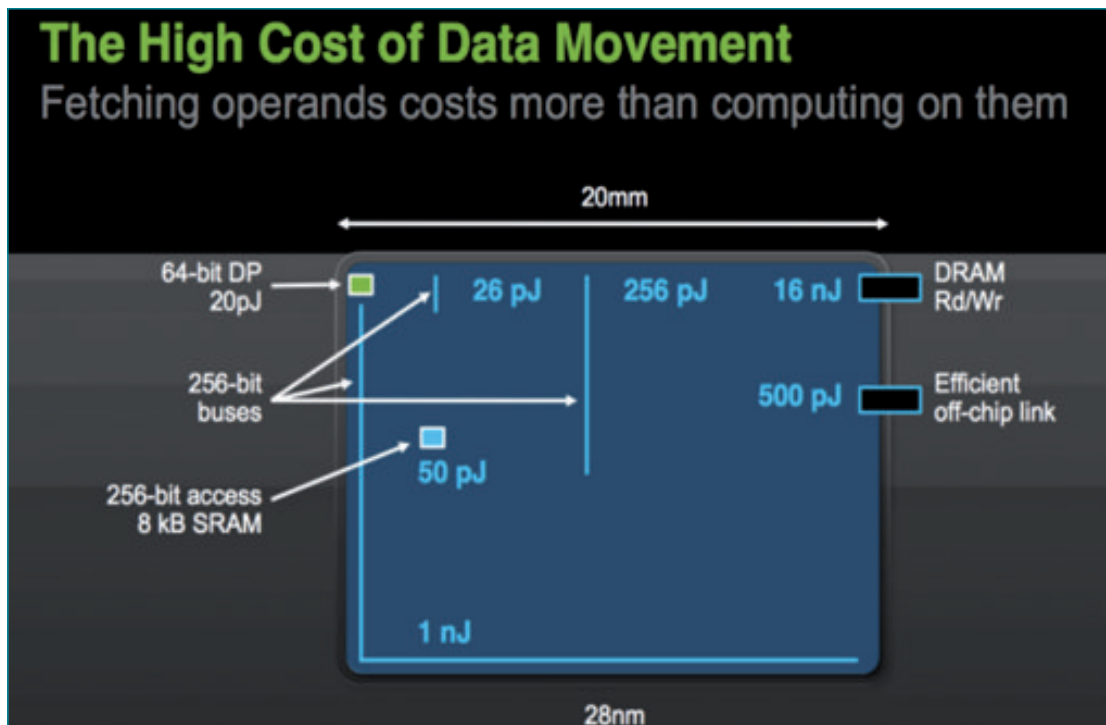 The High Cost of Data Movement
Fetching operands costs more than computing on them
20mm
64-bit DP
20pJ
26 pJ
256 pJ
16 nJ
DRAM
Rd/Wr
256-bit
buses
500 pJ
Efficient
off-chip link
50 pJ
256-bit access
8 kB SRAM
1 nJ
28nm